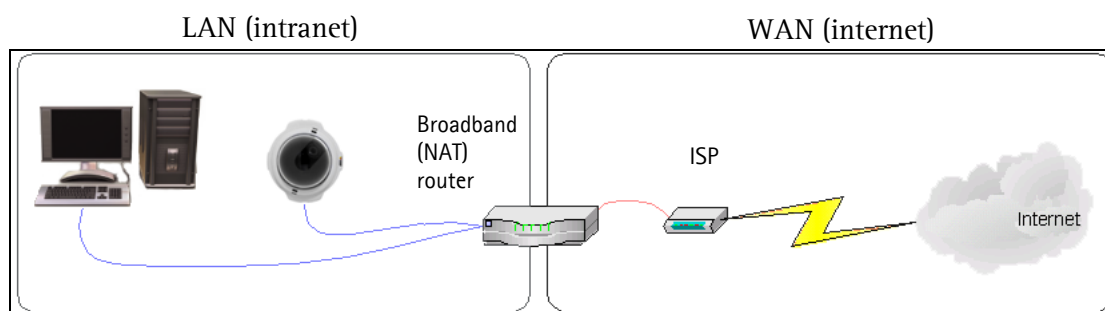 LAN (intranet)
WAN (internet)
Broadband
(NAT)
router
ISP
Internet